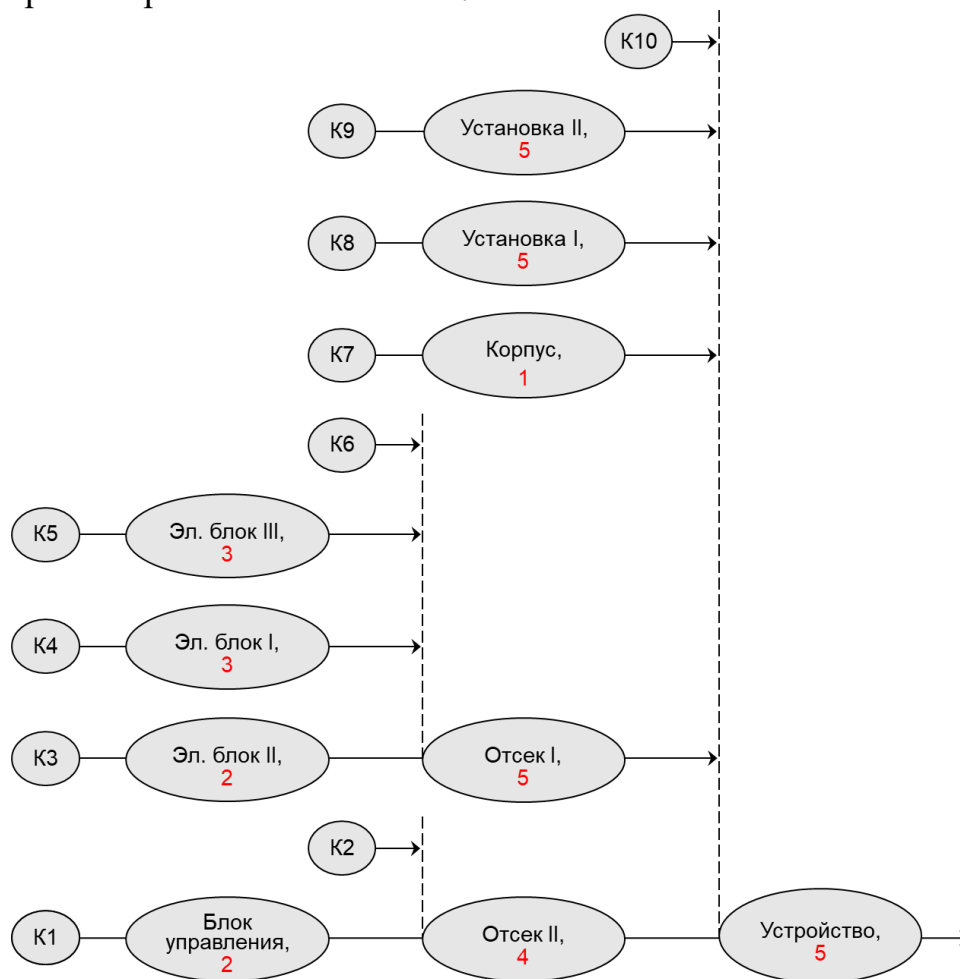 К10
К9
Установка II,
5
К8
Установка I,
5
К7
Корпус,
1
К6
К5
Эл. блок III,
3
К4
Эл. блок I,
3
К3
Эл. блок II,
2
Отсек I,
5
К2
К1
Блок
управления,
2
Отсек II,
4
Устройство,
5